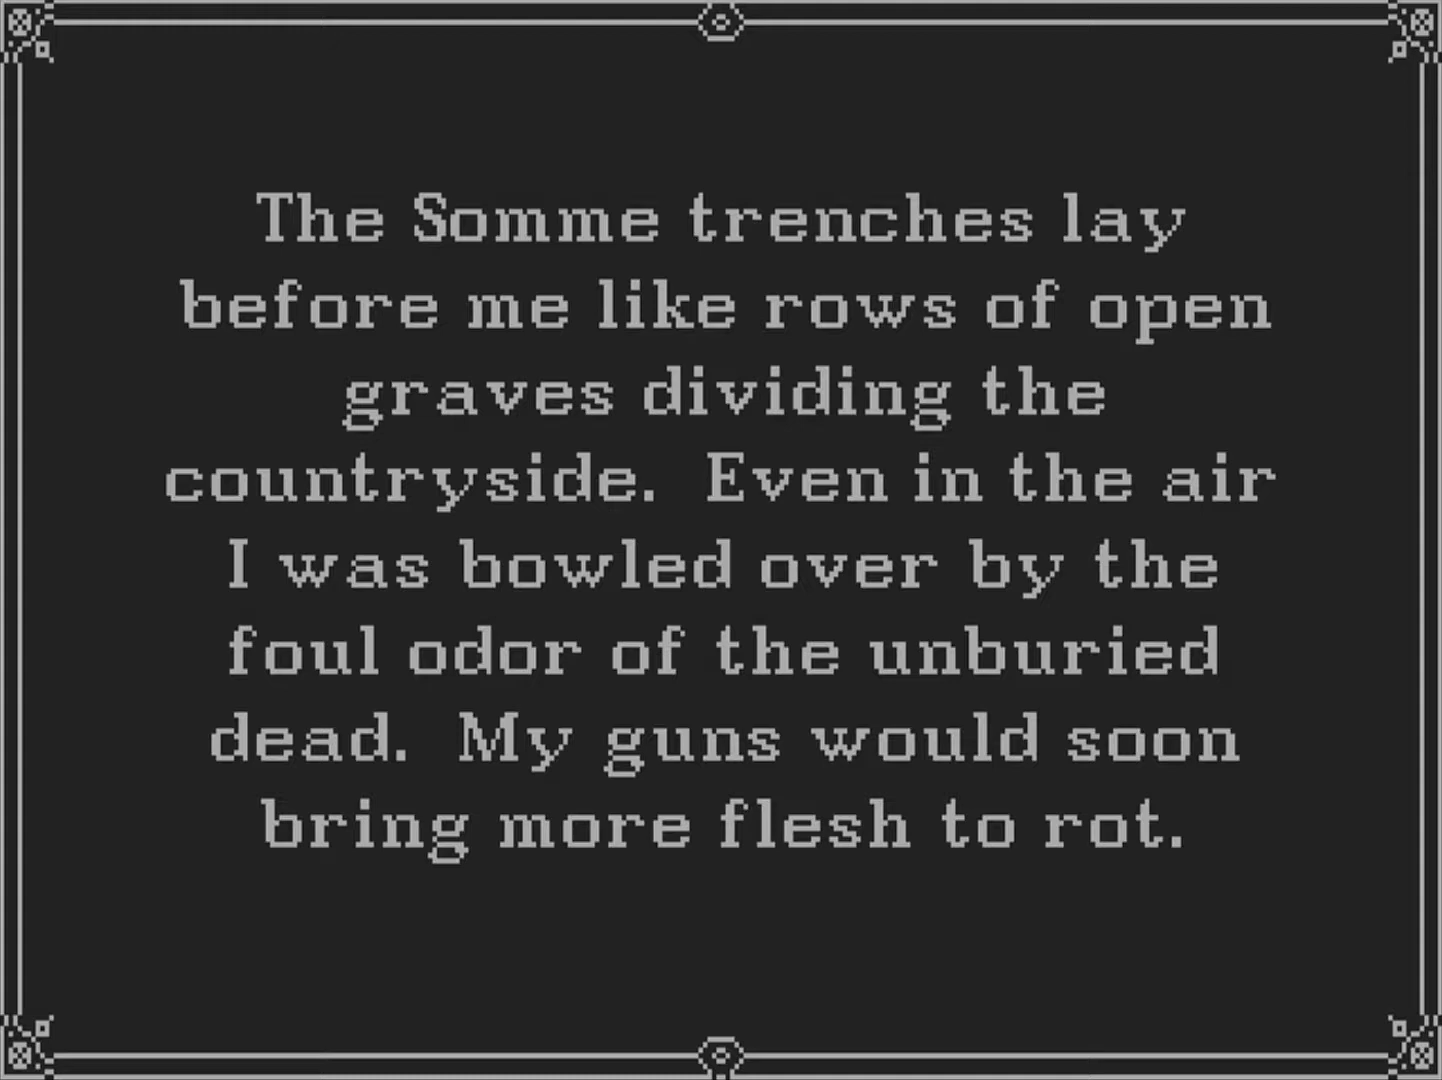 The Somme trenches lay
before me like rows of open
graves dividing the
countryside.  Even in the air
I was bowled over by the
foul odor of the unburied
dead.  My guns would soon
bring more flesh to rot.